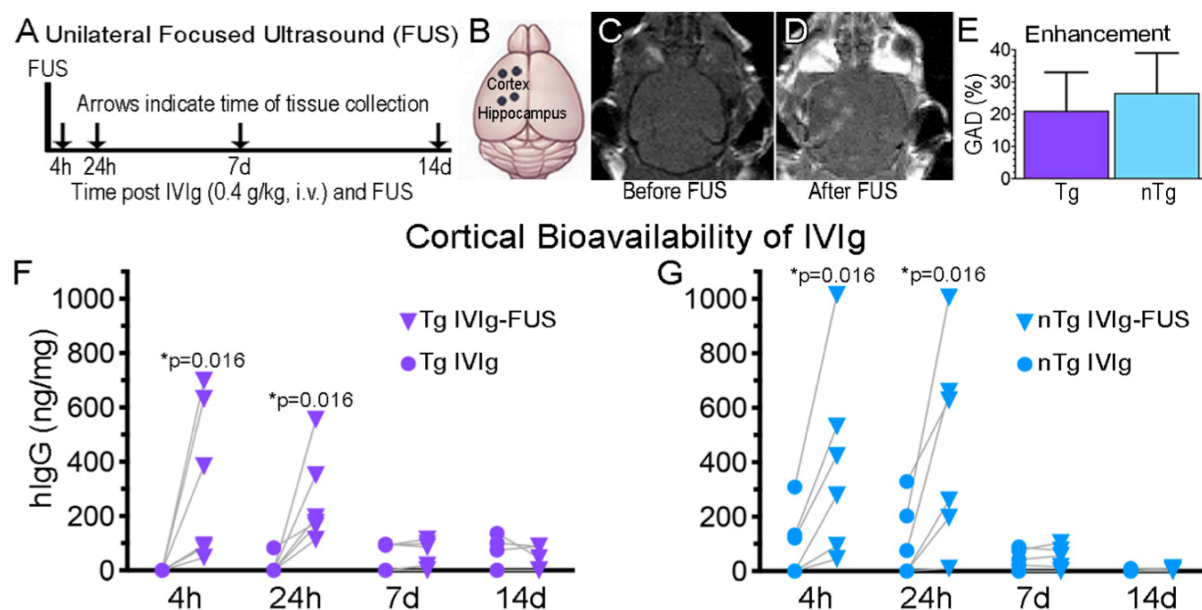 A Unilateral Focused Ultrasound (FUS)
FUS
Arrows indicate time of tissue collection
4h 24h 7d 14d
Time post IVIg (0.4 g/kg, i.v.) and FUS
B
Cortex
Hippocampus
C
Before FUS
D
After FUS
E Enhancement
GAD (%)
40
30
20
10
0
Tg nTg
Cortical Bioavailability of IVIg
F
hIgG (ng/mg)
1000
800
600
400
200
0
*p=0.016
*p=0.016
Tg IVIg-FUS
Tg IVIg
4h 24h 7d 14d
G
1000
800
600
400
200
0
*p=0.016
*p=0.016
nTg IVIg-FUS
nTg IVIg
4h 24h 7d 14d